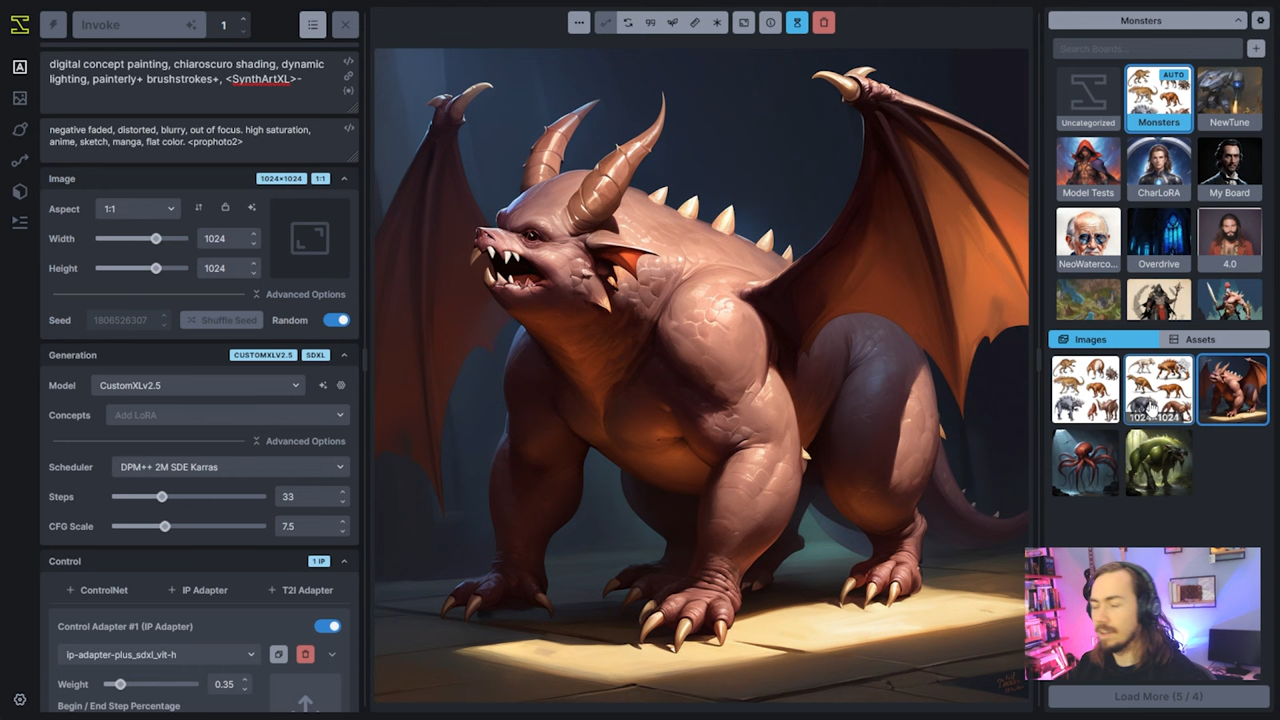 Invoke
1
digital concept painting, chiaroscuro shading, dynamic
lighting, painterly+ brushstrokes+, <SynthArtXL>-
negative faded, distorted, blurry, out of focus. high saturation,
anime, sketch, manga, flat color. <prophoto2>
Image
1024×1024
1:1
Aspect
1:1
Width
1024
Height
1024
Advanced Options
Seed
1806526307
Shuffle Seed
Random
Generation
CUSTOMXLV2.5
SDXL
Model
CustomXLv2.5
Concepts
Add LoRA
Advanced Options
Scheduler
DPM++ 2M SDE Karras
Steps
33
CFG Scale
7.5
Control
1 IP
+ ControlNet
+ IP Adapter
+ T2I Adapter
Control Adapter #1 (IP Adapter)
ip-adapter-plus_sdxl_vit-h
Weight
0.35
Begin / End Step Percentage
Monsters
Search Boards...
Uncategorized
AUTO
Monsters
NewTune
Model Tests
CharLoRA
My Board
NeoWaterco...
Overdrive
4.0
Images
Assets
1024×1024
Load More (5 / 4)